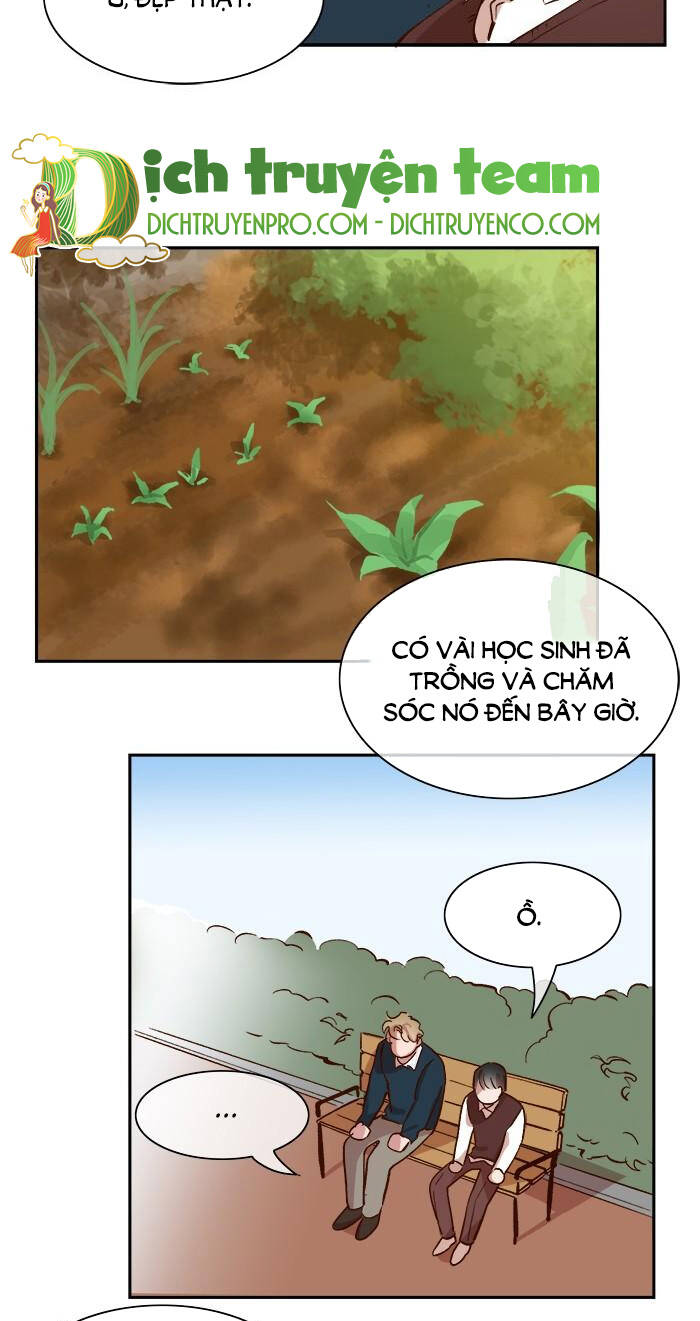 Ồ, ĐẸP THẬT.
Dịch truyện team
DICHTRUYENPRO.COM - DICHTRUYENCO.COM
CÓ VÀI HỌC SINH ĐÃ
TRỒNG VÀ CHĂM
SÓC NÓ ĐẾN BÂY GIỜ.
Ồ.
...